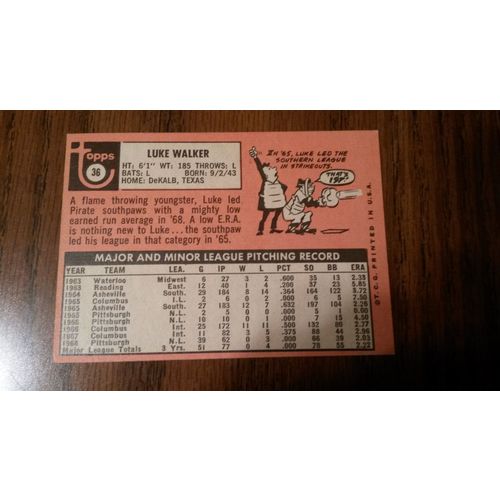 topps
36
LUKE WALKER
HT: 6'1" WT: 185 THROWS: L
BATS: L BORN: 9/2/43
HOME: DeKALB, TEXAS
A flame throwing youngster, Luke led
Pirate southpaws with a mighty low
earned run average in '68. A low E.R.A.
is nothing new to Luke ... the southpaw
led his league in that category in '65.
IN '65, LUKE LED THE
SOUTHERN LEAGUE
IN STRIKEOUTS.
THAT'S
197!
MAJOR AND MINOR LEAGUE PITCHING RECORD
YEAR TEAM LEA. G IP W L PCT SO BB ERA
1963 Waterloo Midwest 6 27 3 2 .600 35 13 2.33
1963 Reading East. 12 40 1 4 .200 37 23 5.85
1964 Asheville South. 29 184 8 14 .364 23 5.72
1965 Columbus I.L. 2 6 0 1 .000 5 2 7.50
1965 Asheville South. 27 183 12 7 .632
1965 Pittsburgh N.L. 2 5 0 0 .000 5 1 0.00
1966 Pittsburgh N.L. 10 10 0 1 .000 7 15 4.50
1966 Columbus Int. 25 172 11 11 .500 132 80 2.77
1967 Columbus Int. 11 82 3 5 .375 88 44 2.96
1968 Pittsburgh N.L. 39 62 0 3 .000 66 39 2.03
Major League Totals 3 Yrs. 51 77 0 4 .000 78 55 2.22
©T.C.G. PRINTED IN U.S.A.